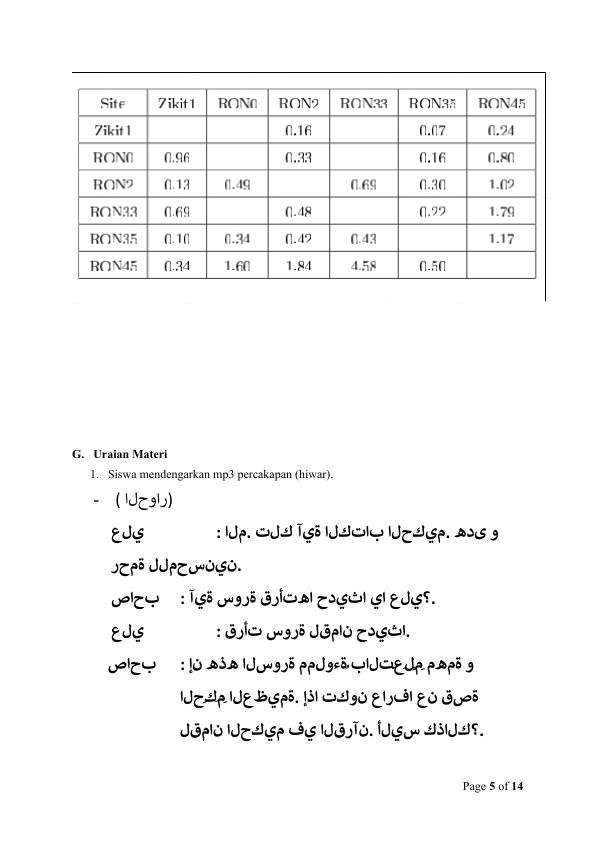 Site Zikit1 RON0 RON2 RON33 RON35 RON45
Zikit1 0.16 0.07 0.24
RON0 0.96 0.33 0.16 0.80
RON2 0.13 0.49 0.69 0.30 1.02
RON33 0.69 0.48 0.22 1.79
RON35 0.10 0.34 0.42 0.43 1.17
RON45 0.34 1.60 1.84 4.58 0.50
G. Uraian Materi
1. Siswa mendengarkan mp3 percakapan (hiwar).
- (الحوار)
علي : الم. تلك آية الكتاب الحكيم. هدى و
رحمة للمحسنين.
صاحب : آية سورة قرأتها حديثا يا علي؟.
علي : قرأت سورة لقمان حديثا.
صاحب : إن هذه السورة مملوءة بالتعلم مهمة و
الحكم العظيمة. إذا تكون عارفا عن قصة
لقمان الحكيم في القرآن. أليس كذالك؟.
Page 5 of 14